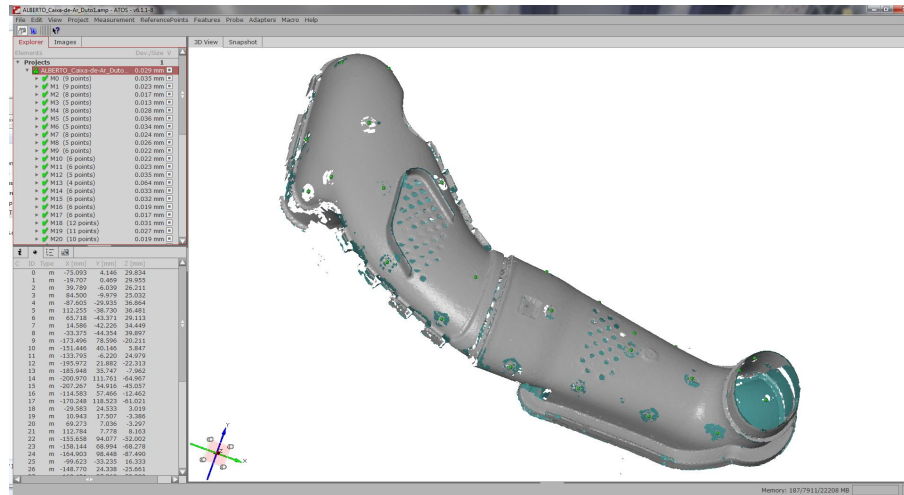 ALBERTO_Caixa-de-Ar_Duto1Lamp - ATOS - v6.1.1-8
File Edit View Project Measurement ReferencePoints Features Probe Adapters Macro Help
Explorer Images
3D View Snapshot
Elements Dev./Size V.
Projects 1
ALBERTO_Caixa-de-Ar_Duto... 0.029 mm
M0 (9 points) 0.035 mm
M1 (9 points) 0.023 mm
M2 (8 points) 0.017 mm
M3 (5 points) 0.013 mm
M4 (8 points) 0.028 mm
M5 (5 points) 0.036 mm
M6 (5 points) 0.034 mm
M7 (8 points) 0.024 mm
M8 (5 points) 0.026 mm
M9 (6 points) 0.022 mm
M10 (6 points) 0.022 mm
M11 (6 points) 0.023 mm
M12 (5 points) 0.035 mm
M13 (4 points) 0.064 mm
M14 (6 points) 0.033 mm
M15 (6 points) 0.032 mm
M16 (6 points) 0.019 mm
M17 (6 points) 0.017 mm
M18 (12 points) 0.031 mm
M19 (11 points) 0.027 mm
M20 (10 points) 0.019 mm
C ID Type X [mm] Y [mm] Z [mm]
0 m -75.093 4.146 29.834
1 m -19.707 0.469 29.955
2 m 39.789 -6.039 26.211
3 m 84.500 -9.979 25.032
4 m -87.605 -29.935 36.864
5 m 112.255 -38.730 36.481
6 m 65.718 -43.371 29.113
7 m 14.586 -42.226 34.449
8 m -33.375 -44.354 39.897
9 m -173.496 78.596 -20.211
10 m -151.446 40.146 5.847
11 m -133.795 -6.220 24.979
12 m -195.972 21.882 -22.313
13 m -185.948 35.747 -7.962
14 m -200.970 111.761 -64.967
15 m -207.267 54.916 -45.057
16 m -114.583 57.466 -12.462
17 m -170.248 118.523 -61.021
18 m -29.583 24.533 3.019
19 m 10.943 17.507 -3.386
20 m 69.273 7.036 -3.297
21 m 112.784 7.778 8.163
22 m -155.658 94.077 -52.002
23 m -158.144 68.994 -68.278
24 m -164.903 98.448 -87.490
25 m -99.623 -33.235 16.333
26 m -148.770 24.338 -25.661
Y
X
Memory: 187/7911/22208 MB